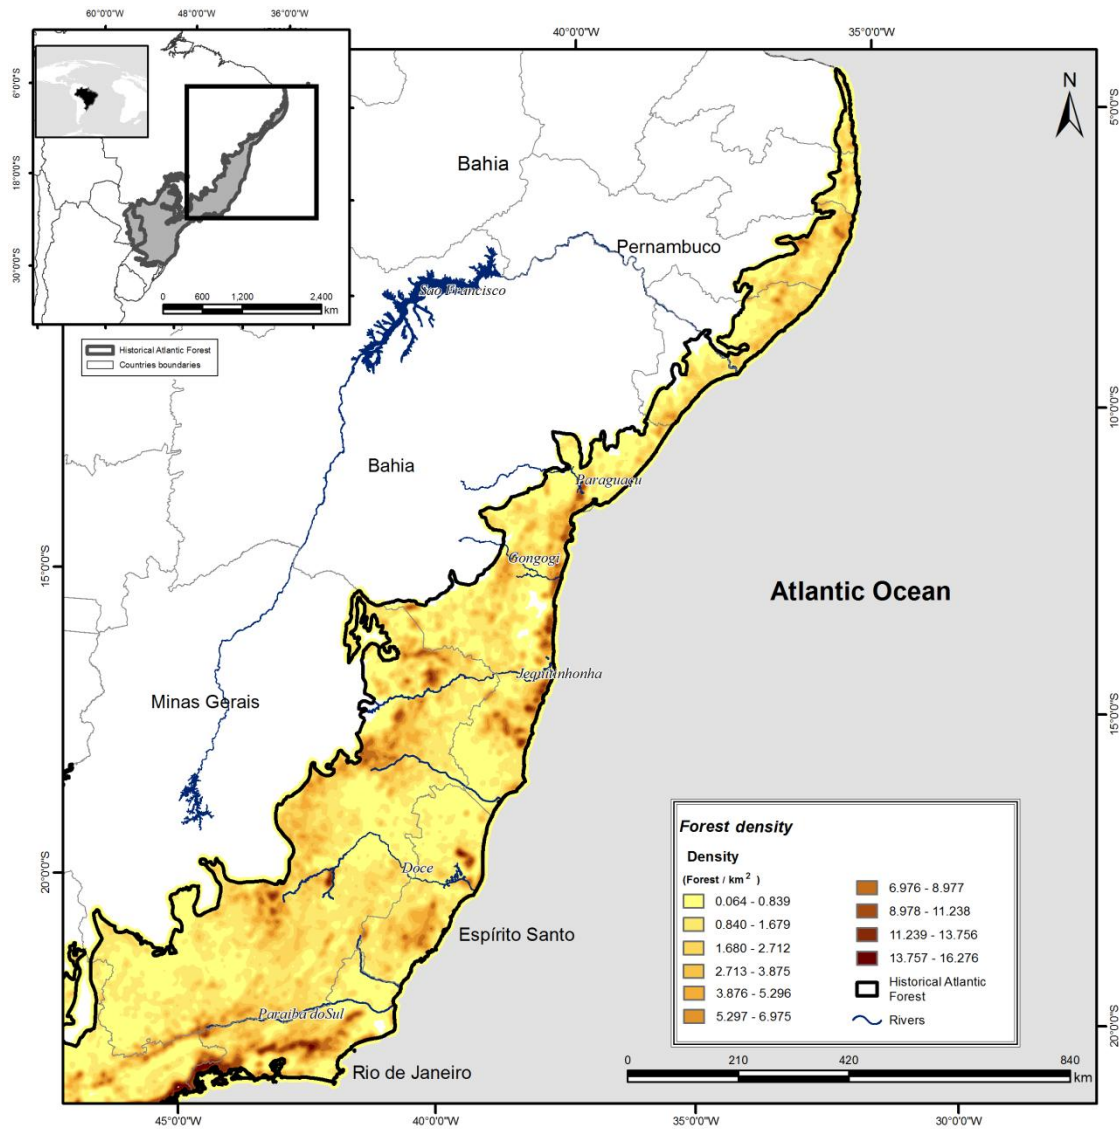 60°0'0"W
48°0'0"W
36°0'0"W
40°0'0"W
35°0'0"W
6°0'0"S
18°0'0"S
30°0'0"S
0
600
1,200
2,400
km
Historical Atlantic Forest
Countries boundaries
N
5°0'0"S
10°0'0"S
15°0'0"S
20°0'0"S
15°0'0"S
20°0'0"S
Bahia
Pernambuco
São Francisco
Bahia
Paraguaçu
Gongogi
Atlantic Ocean
Jequitinhonha
Minas Gerais
Doce
Espírito Santo
Paraiba doSul
Rio de Janeiro
Forest density
Density
(Forest / km²)
0.064 - 0.839
0.840 - 1.679
1.680 - 2.712
2.713 - 3.875
3.876 - 5.296
5.297 - 6.975
6.976 - 8.977
8.978 - 11.238
11.239 - 13.756
13.757 - 16.276
Historical Atlantic
Forest
Rivers
0
210
420
840
km
45°0'0"W
40°0'0"W
35°0'0"W
30°0'0"W